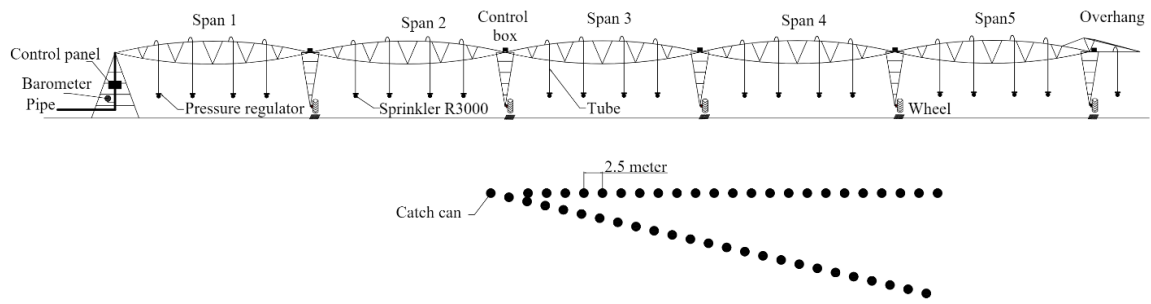 Span 1
Span 2
Control
box
Span 3
Span 4
Span5
Overhang
Control panel
Barometer
Pipe
Pressure regulator
Sprinkler R3000
Tube
Wheel
2.5 meter
Catch can